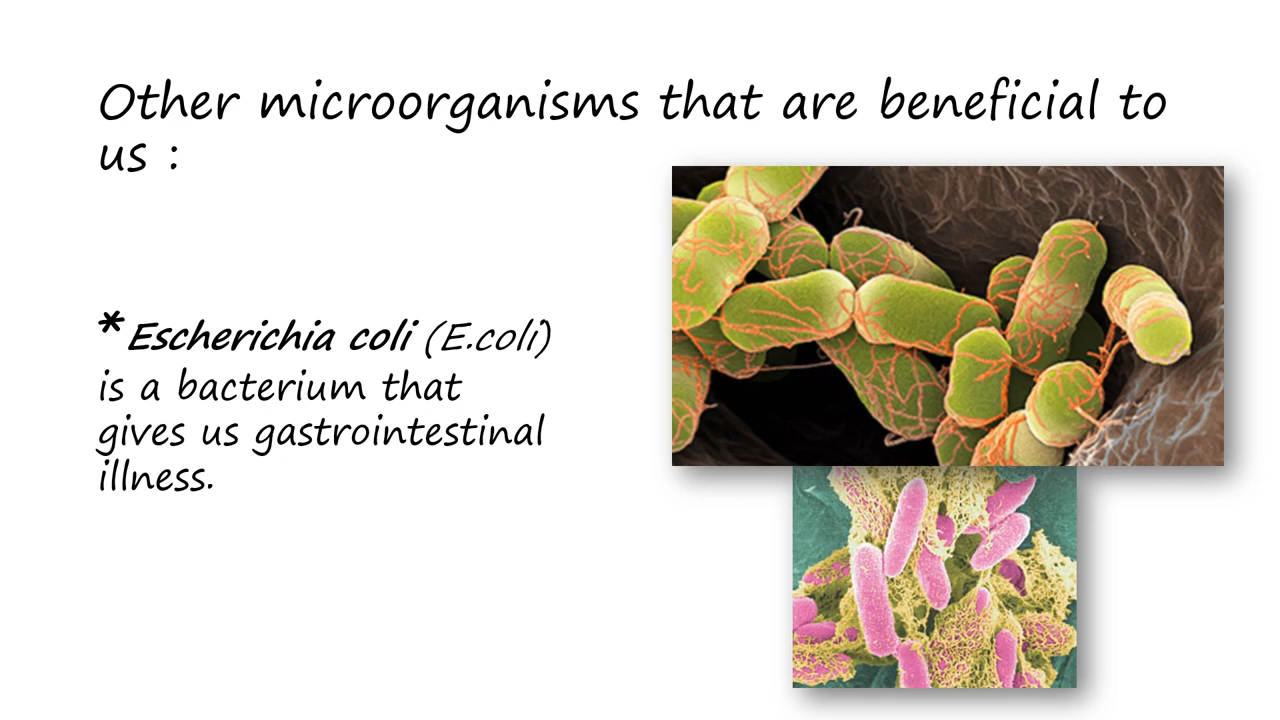 Other microorganisms that are beneficial to
us :
*Escherichia coli (E.coli)
is a bacterium that
gives us gastrointestinal
illness.